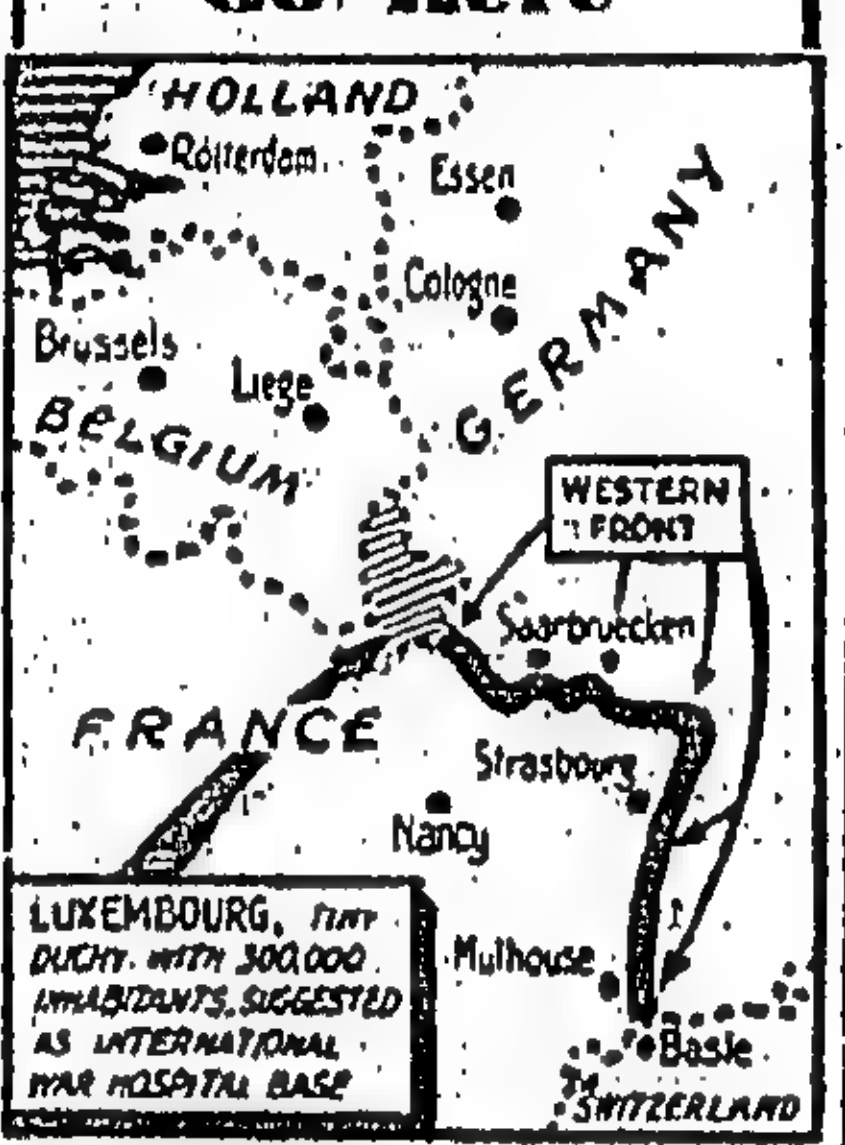 HOLLAND
Rotterdam
Essen
Cologne
GERMANY
Brussels
Liege
BELGIUM
WESTERN
FRONT
Saarbruecken
FRANCE
Strasbourg
Nancy
LUXEMBOURG, TINY
DUCHY WITH 300,000
INHABITANTS, SUGGESTED
AS INTERNATIONAL
WAR HOSPITAL BASE
Mulhouse
Basle
SWITZERLAND